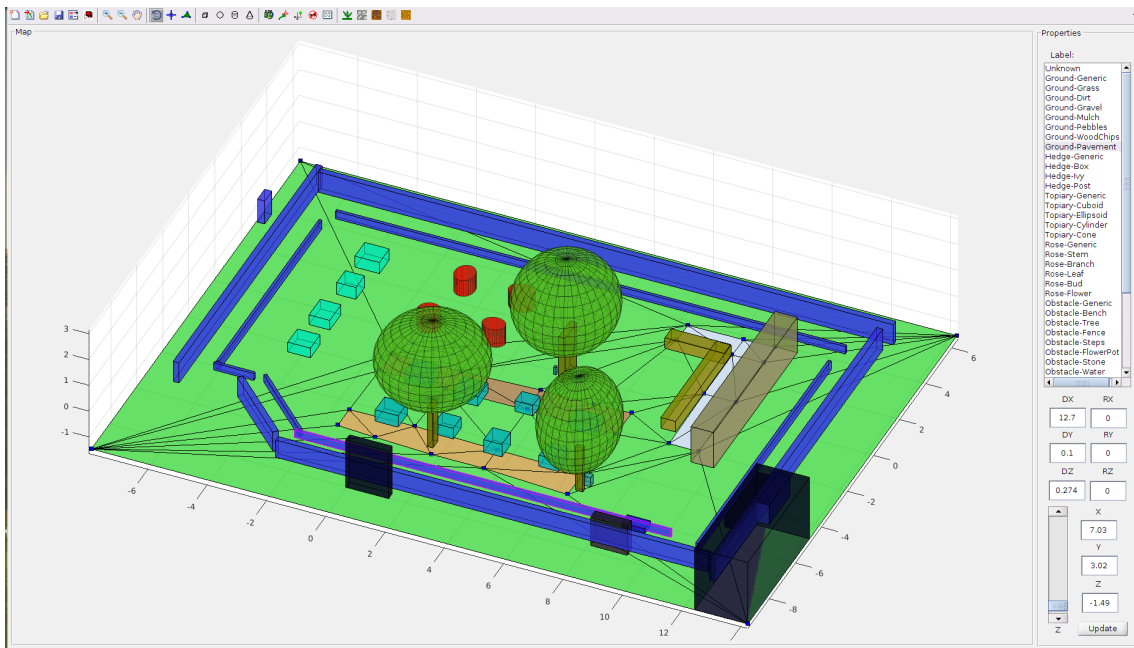 Map
Properties
Label:
Unknown
Ground-Generic
Ground-Grass
Ground-Dirt
Ground-Gravel
Ground-Mulch
Ground-Pebbles
Ground-WoodChips
Ground-Pavement
Hedge-Generic
Hedge-Box
Hedge-Ivy
Hedge-Post
Topiary-Generic
Topiary-Cuboid
Topiary-Ellipsoid
Topiary-Cylinder
Topiary-Cone
Rose-Generic
Rose-Stem
Rose-Branch
Rose-Leaf
Rose-Bud
Rose-Flower
Obstacle-Generic
Obstacle-Bench
Obstacle-Tree
Obstacle-Fence
Obstacle-Steps
Obstacle-FlowerPot
Obstacle-Stone
Obstacle-Water
DX RX
12.7 0
DY RY
0.1 0
DZ RZ
0.274 0
X
7.03
Y
3.02
Z
-1.49
Z Update
3
2
1
0
-1
-6
-4
-2
0
2
4
6
8
10
12
6
4
2
0
-2
-4
-6
-8